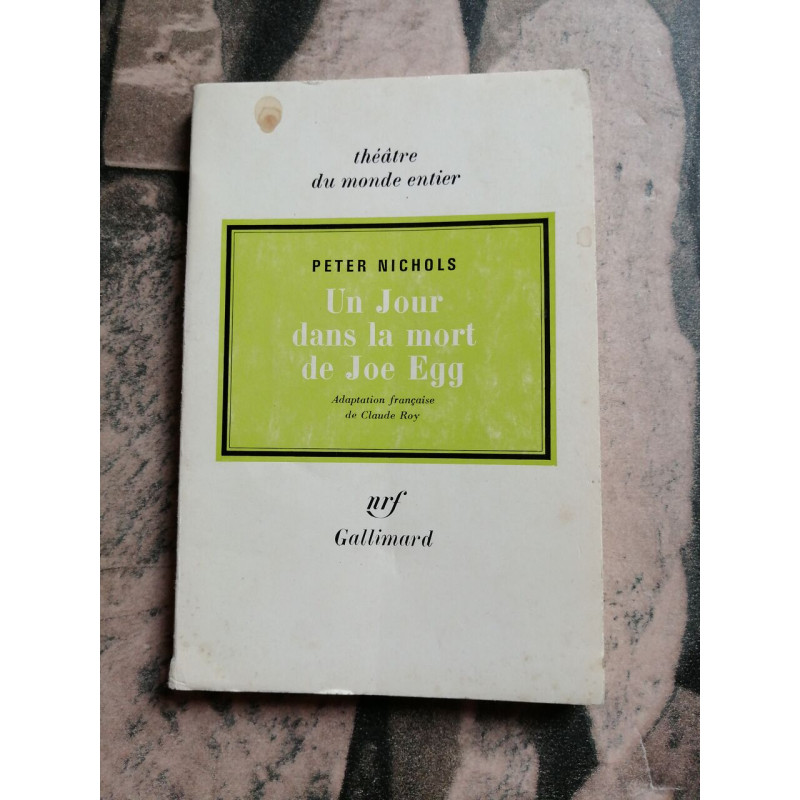 théâtre
du monde entier
PETER NICHOLS
Un Jour
dans la mort
de Joe Egg
Adaptation française
de Claude Roy
nrf
Gallimard